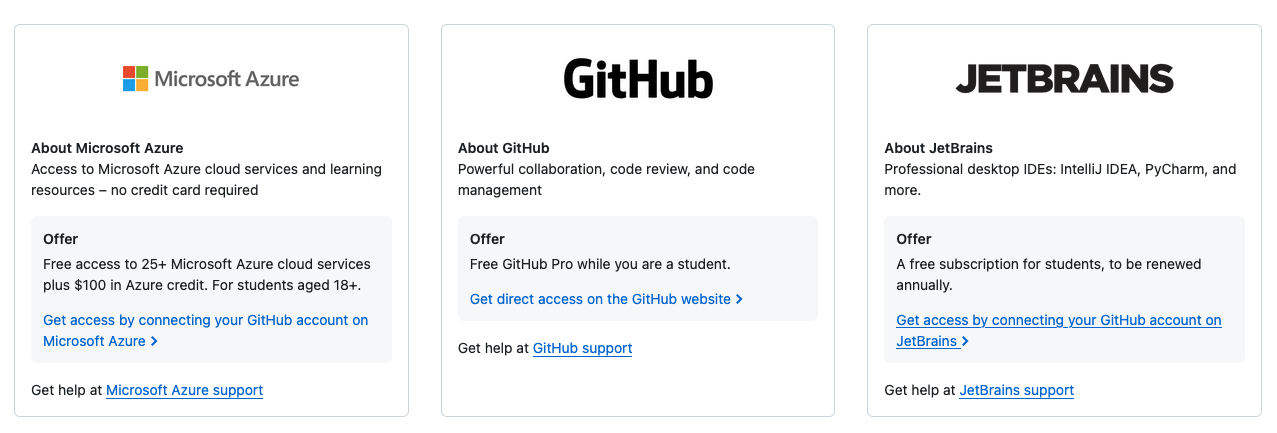 Microsoft Azure
About Microsoft Azure
Access to Microsoft Azure cloud services and learning
resources – no credit card required
Offer
Free access to 25+ Microsoft Azure cloud services
plus $100 in Azure credit. For students aged 18+.
Get access by connecting your GitHub account on
Microsoft Azure
Get help at Microsoft Azure support
GitHub
About GitHub
Powerful collaboration, code review, and code
management
Offer
Free GitHub Pro while you are a student.
Get direct access on the GitHub website
Get help at GitHub support
JETBRAINS
About JetBrains
Professional desktop IDEs: IntelliJ IDEA, PyCharm, and
more.
Offer
A free subscription for students, to be renewed
annually.
Get access by connecting your GitHub account on
JetBrains
Get help at JetBrains support